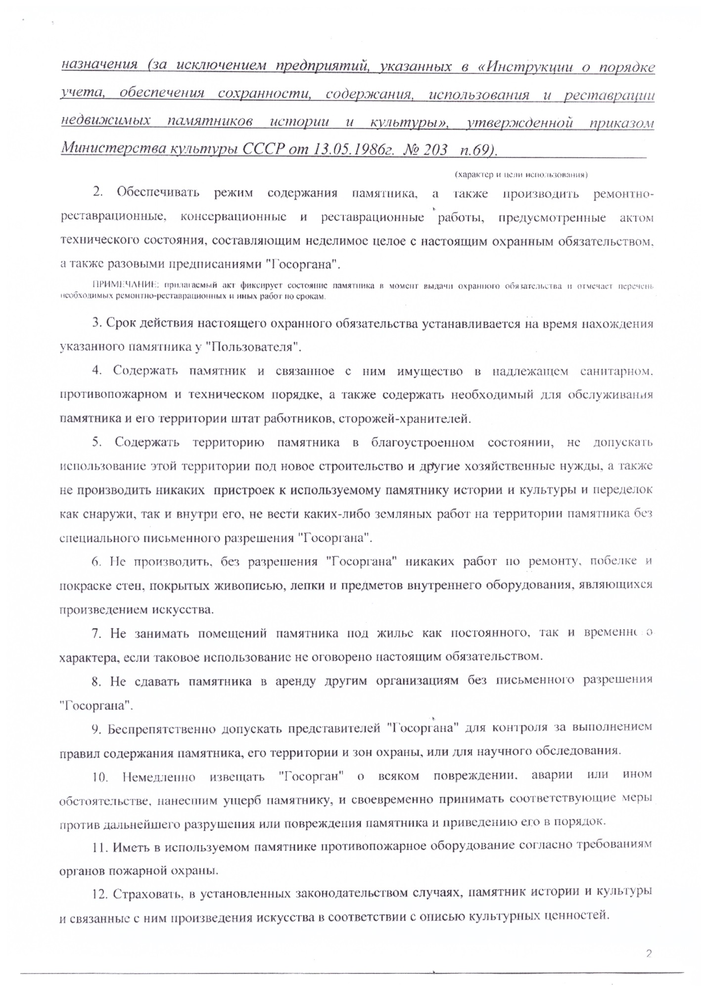 назначения (за исключением предприятий, указанных в «Инструкции о порядке
учета, обеспечения сохранности, содержания, использования и реставрации
недвижимых памятников истории и культуры», утвержденной приказом
Министерства культуры СССР от 13.05.1986г. № 203 п.69).
(характер и цели использования)
2. Обеспечивать режим содержания памятника, а также производить ремонтно-
реставрационные, консервационные и реставрационные работы, предусмотренные актом
технического состояния, составляющим неделимое целое с настоящим охранным обязательством,
а также разовыми предписаниями "Госоргана".
ПРИМЕЧАНИЕ: прилагаемый акт фиксирует состояние памятника в момент выдачи охранного обязательства и отмечает перечень
необходимых ремонтно-реставрационных и иных работ по срокам.
3. Срок действия настоящего охранного обязательства устанавливается на время нахождения
указанного памятника у "Пользователя".
4. Содержать памятник и связанное с ним имущество в надлежащем санитарном,
противопожарном и техническом порядке, а также содержать необходимый для обслуживания
памятника и его территории штат работников, сторожей-хранителей.
5. Содержать территорию памятника в благоустроенном состоянии, не допускать
использование этой территории под новое строительство и другие хозяйственные нужды, а также
не производить никаких пристроек к используемому памятнику истории и культуры и переделок
как снаружи, так и внутри его, не вести каких-либо земляных работ на территории памятника без
специального письменного разрешения "Госоргана".
6. Не производить, без разрешения "Госоргана" никаких работ по ремонту, побелке и
покраске стен, покрытых живописью, лепки и предметов внутреннего оборудования, являющихся
произведением искусства.
7. Не занимать помещений памятника под жилье как постоянного, так и временного
характера, если таковое использование не оговорено настоящим обязательством.
8. Не сдавать памятника в аренду другим организациям без письменного разрешения
"Госоргана".
9. Беспрепятственно допускать представителей "Госоргана" для контроля за выполнением
правил содержания памятника, его территории и зон охраны, или для научного обследования.
10. Немедленно извещать "Госорган" о всяком повреждении, аварии или ином
обстоятельстве, нанесшим ущерб памятнику, и своевременно принимать соответствующие меры
против дальнейшего разрушения или повреждения памятника и приведению его в порядок.
11. Иметь в используемом памятнике противопожарное оборудование согласно требованиям
органов пожарной охраны.
12. Страховать, в установленных законодательством случаях, памятник истории и культуры
и связанные с ним произведения искусства в соответствии с описью культурных ценностей.
2